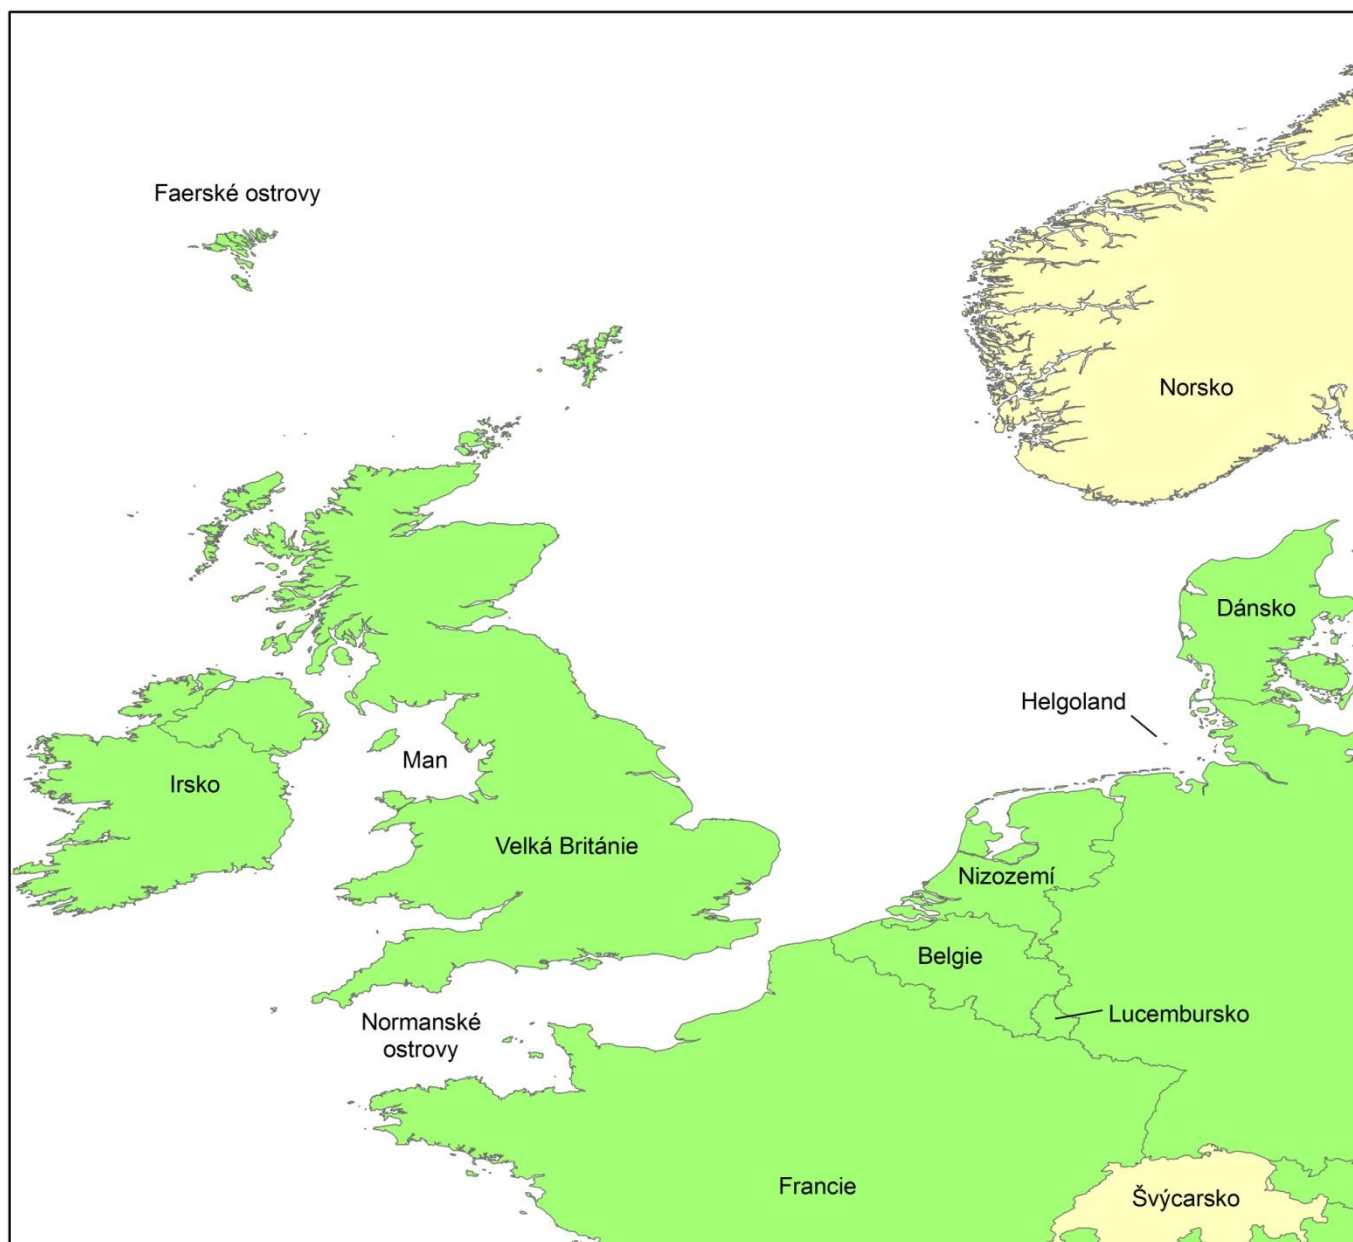 Faerské ostrovy
Norsko
Dánsko
Helgoland
Man
Irsko
Velká Británie
Nizozemí
Belgie
Lucembursko
Normanské
ostrovy
Francie
Švýcarsko